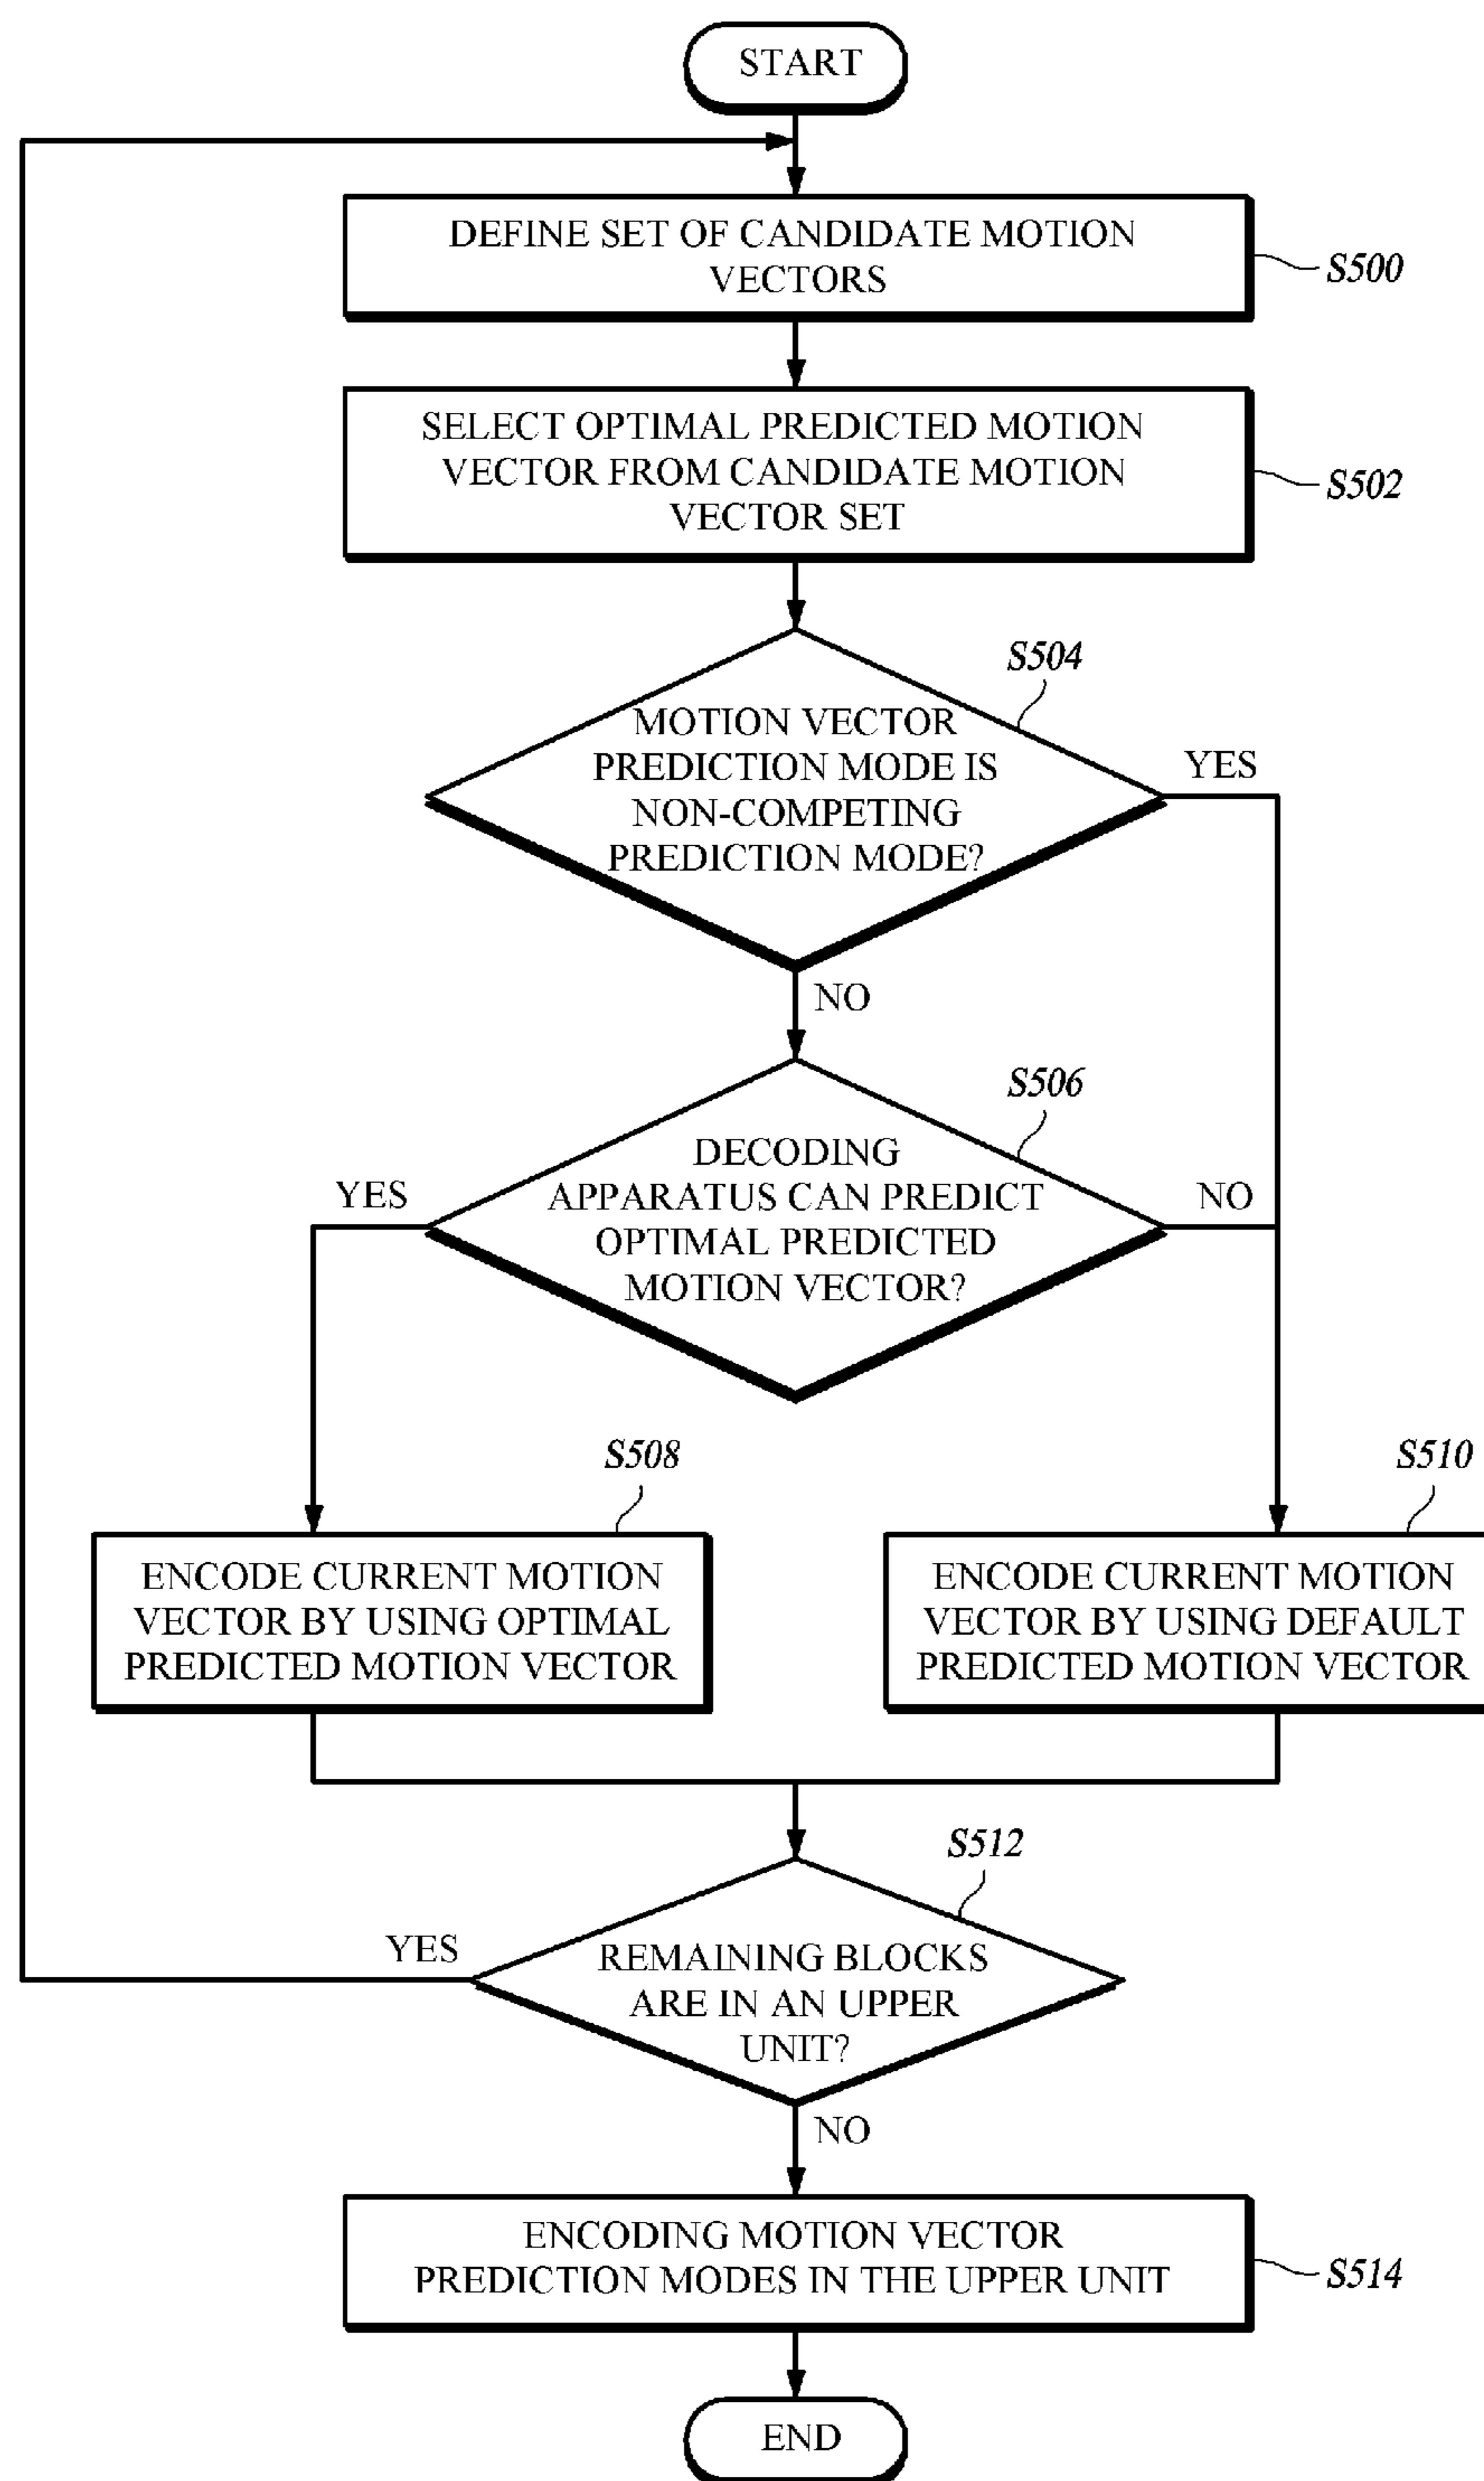 START
DEFINE SET OF CANDIDATE MOTION
VECTORS
S500
SELECT OPTIMAL PREDICTED MOTION
VECTOR FROM CANDIDATE MOTION
VECTOR SET
S502
S504
MOTION VECTOR
PREDICTION MODE IS
NON-COMPETING
PREDICTION MODE?
YES
NO
S506
DECODING
APPARATUS CAN PREDICT
OPTIMAL PREDICTED
MOTION VECTOR?
YES
NO
S508
ENCODE CURRENT MOTION
VECTOR BY USING OPTIMAL
PREDICTED MOTION VECTOR
S510
ENCODE CURRENT MOTION
VECTOR BY USING DEFAULT
PREDICTED MOTION VECTOR
S512
REMAINING BLOCKS
ARE IN AN UPPER
UNIT?
YES
NO
ENCODING MOTION VECTOR
PREDICTION MODES IN THE UPPER UNIT
S514
END